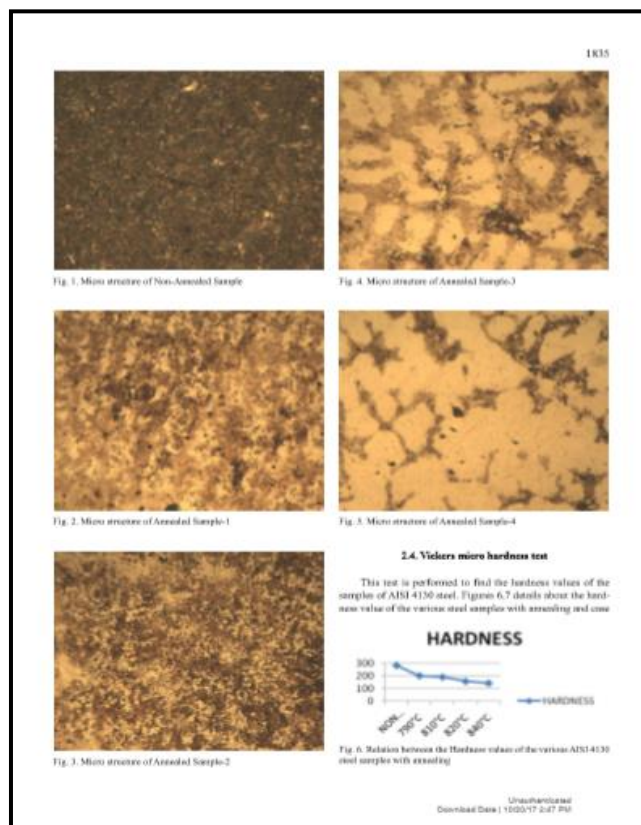 1835
Fig. 1. Micro structure of Non-Annealed Sample
Fig. 2. Micro structure of Annealed Sample-1
Fig. 3. Micro structure of Annealed Sample-2
Fig. 4. Micro structure of Annealed Sample-3
Fig. 5. Micro structure of Annealed Sample-4
2.4. Vickers micro hardness test
This test is performed to find the hardness values of the
samples of AISI 4130 steel. Figures 6,7 details about the hard-
ness value of the various steel samples with annealing and case
HARDNESS
300
200
100
0
NON...
790°C
810°C
820°C
840°C
HARDNESS
Fig. 6. Relation between the Hardness values of the various AISI 4130
steel samples with annealing
Unauthenticated
Download Date | 10/20/17 2:47 PM